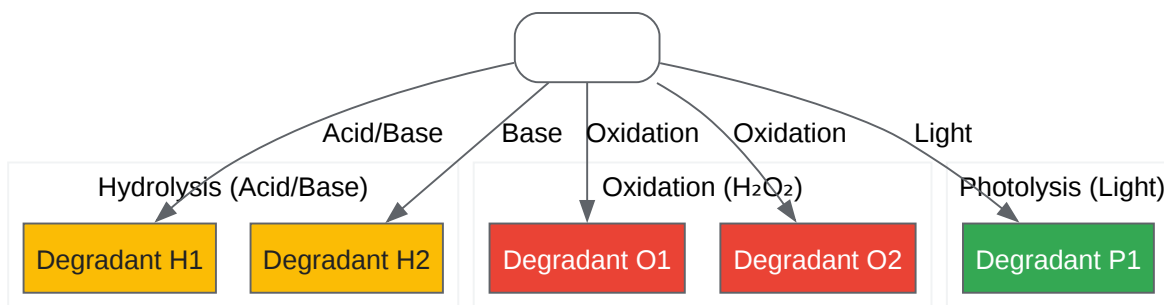 Acid/Base
Base
Oxidation
Oxidation
Light
Hydrolysis (Acid/Base)
Oxidation (H₂O₂)
Photolysis (Light)
Degradant H1
Degradant H2
Degradant O1
Degradant O2
Degradant P1